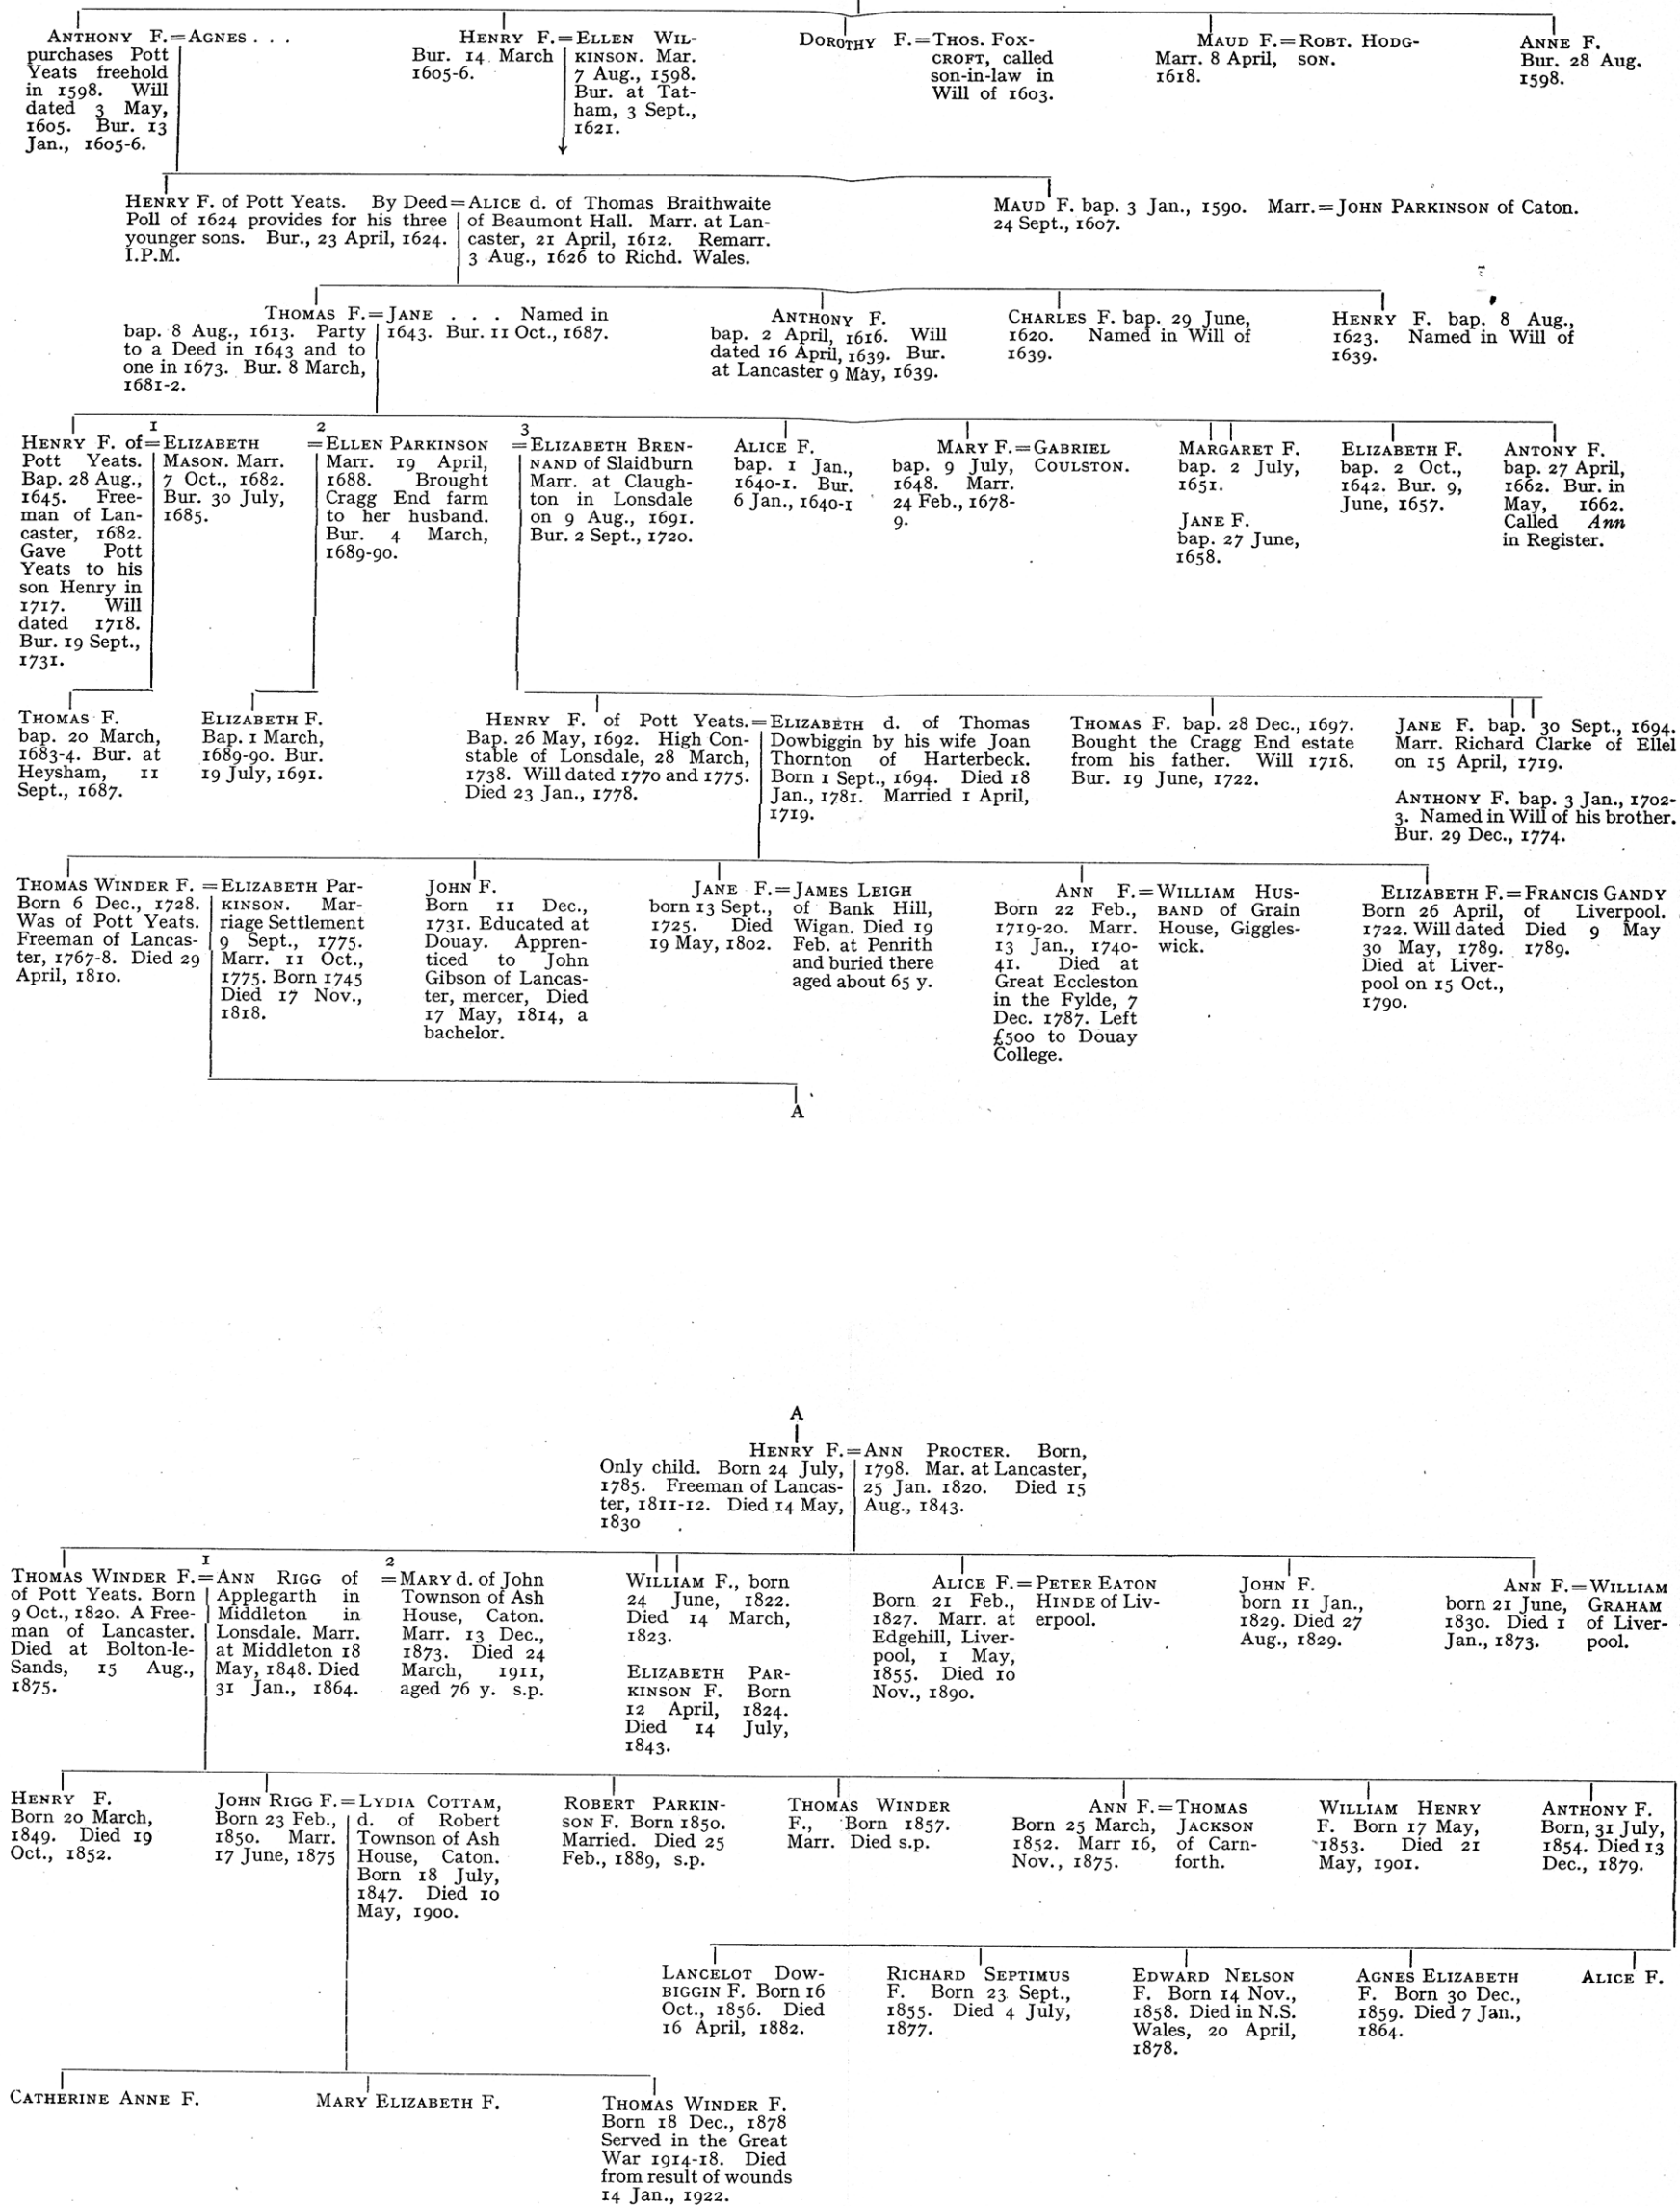 ANTHONY F.=AGNES . . .
purchases Pott
Yeats freehold
in 1598. Will
dated 3 May,
1605. Bur. 13
Jan., 1605-6.
HENRY F.=ELLEN WIL-
Bur. 14 March
1605-6.
KINSON. Mar.
7 Aug., 1598.
Bur. at Tat-
ham, 3 Sept.,
1621.
DOROTHY F.=THOS. FOX-
CROFT, called
son-in-law in
Will of 1603.
MAUD F.=ROBT. HODG-
Marr. 8 April, SON.
1618.
ANNE F.
Bur. 28 Aug.
1598.
HENRY F. of Pott Yeats. By Deed=ALICE d. of Thomas Braithwaite
Poll of 1624 provides for his three
younger sons. Bur., 23 April, 1624.
I.P.M.
of Beaumont Hall. Marr. at Lan-
caster, 21 April, 1612. Remarr.
3 Aug., 1626 to Richd. Wales.
MAUD F. bap. 3 Jan., 1590. Marr.=JOHN PARKINSON of Caton.
24 Sept., 1607.
THOMAS F.=JANE . . . Named in
bap. 8 Aug., 1613. Party
to a Deed in 1643 and to
one in 1673. Bur. 8 March,
1681-2.
1643. Bur. 11 Oct., 1687.
ANTHONY F.
bap. 2 April, 1616. Will
dated 16 April, 1639. Bur.
at Lancaster 9 May, 1639.
CHARLES F. bap. 29 June,
1620. Named in Will of
1639.
HENRY F. bap. 8 Aug.,
1623. Named in Will of
1639.
1
2
3
HENRY F. of=ELIZABETH
Pott Yeats.
Bap. 28 Aug.,
1645. Free-
man of Lan-
caster, 1682.
Gave Pott
Yeats to his
son Henry in
1717. Will
dated 1718.
Bur. 19 Sept.,
1731.
MASON. Marr.
7 Oct., 1682.
Bur. 30 July,
1685.
=ELLEN PARKINSON
Marr. 19 April,
1688. Brought
Cragg End farm
to her husband.
Bur. 4 March,
1689-90.
=ELIZABETH BREN-
NAND of Slaidburn
Marr. at Claugh-
ton in Lonsdale
on 9 Aug., 1691.
Bur. 2 Sept., 1720.
ALICE F.
bap. 1 Jan.,
1640-1. Bur.
6 Jan., 1640-1
MARY F.=GABRIEL
bap. 9 July, COULSTON.
1648. Marr.
24 Feb., 1678-
9.
MARGARET F.
bap. 2 July,
1651.
JANE F.
bap. 27 June,
1658.
ELIZABETH F.
bap. 2 Oct.,
1642. Bur. 9,
June, 1657.
ANTONY F.
bap. 27 April,
1662. Bur. in
May, 1662.
Called Ann
in Register.
THOMAS F.
bap. 20 March,
1683-4. Bur. at
Heysham, 11
Sept., 1687.
ELIZABETH F.
Bap. 1 March,
1689-90. Bur.
19 July, 1691.
HENRY F. of Pott Yeats.=ELIZABETH d. of Thomas
Bap. 26 May, 1692. High Con-
stable of Lonsdale, 28 March,
1738. Will dated 1770 and 1775.
Died 23 Jan., 1778.
Dowbiggin by his wife Joan
Thornton of Harterbeck.
Born 1 Sept., 1694. Died 18
Jan., 1781. Married 1 April,
1719.
THOMAS F. bap. 28 Dec., 1697.
Bought the Cragg End estate
from his father. Will 1718.
Bur. 19 June, 1722.
JANE F. bap. 30 Sept., 1694.
Marr. Richard Clarke of Ellel
on 15 April, 1719.
ANTHONY F. bap. 3 Jan., 1702-
3. Named in Will of his brother.
Bur. 29 Dec., 1774.
THOMAS WINDER F.=ELIZABETH PAR-
Born 6 Dec., 1728.
Was of Pott Yeats.
Freeman of Lancas-
ter, 1767-8. Died 29
April, 1810.
KINSON. Mar-
riage Settlement
9 Sept., 1775.
Marr. 11 Oct.,
1775. Born 1745
Died 17 Nov.,
1818.
JOHN F.
Born 11 Dec.,
1731. Educated at
Douay. Appren-
ticed to John
Gibson of Lancas-
ter, mercer, Died
17 May, 1814, a
bachelor.
JANE F.=JAMES LEIGH
born 13 Sept.,
1725. Died
19 May, 1802.
of Bank Hill,
Wigan. Died 19
Feb. at Penrith
and buried there
aged about 65 y.
ANN F.=WILLIAM HUS-
Born 22 Feb.,
1719-20. Marr.
13 Jan., 1740-
41. Died at
Great Eccleston
in the Fylde, 7
Dec. 1787. Left
£500 to Douay
College.
BAND of Grain
House, Giggles-
wick.
ELIZABETH F.=FRANCIS GANDY
Born 26 April,
1722. Will dated
30 May, 1789.
Died at Liver-
pool on 15 Oct.,
1790.
of Liverpool.
Died 9 May
1789.
A
A
HENRY F.=ANN PROCTER. Born,
Only child. Born 24 July,
1785. Freeman of Lancas-
ter, 1811-12. Died 14 May,
1830
1798. Mar. at Lancaster,
25 Jan. 1820. Died 15
Aug., 1843.
1
2
THOMAS WINDER F.=ANN RIGG of
of Pott Yeats. Born
9 Oct., 1820. A Free-
man of Lancaster.
Died at Bolton-le-
Sands, 15 Aug.,
1875.
Applegarth in
Middleton in
Lonsdale. Marr.
at Middleton 18
May, 1848. Died
31 Jan., 1864.
=MARY d. of John
Townson of Ash
House, Caton.
Marr. 13 Dec.,
1873. Died 24
March, 1911,
aged 76 y. s.p.
WILLIAM F., born
24 June, 1822.
Died 14 March,
1823.
ELIZABETH PAR-
KINSON F. Born
12 April, 1824.
Died 14 July,
1843.
ALICE F.=PETER EATON
Born 21 Feb.,
1827. Marr. at
Edgehill, Liver-
pool, 1 May,
1855. Died 10
Nov., 1890.
HINDE of Liv-
erpool.
JOHN F.
born 11 Jan.,
1829. Died 27
Aug., 1829.
ANN F.=WILLIAM
born 21 June,
1830. Died 1
Jan., 1873.
GRAHAM
of Liver-
pool.
HENRY F.
Born 20 March,
1849. Died 19
Oct., 1852.
JOHN RIGG F.=LYDIA COTTAM,
Born 23 Feb.,
1850. Marr.
17 June, 1875
d. of Robert
Townson of Ash
House, Caton.
Born 18 July,
1847. Died 10
May, 1900.
ROBERT PARKIN-
SON F. Born 1850.
Married. Died 25
Feb., 1889, s.p.
THOMAS WINDER
F., Born 1857.
Marr. Died s.p.
ANN F.=THOMAS
Born 25 March,
1852. Marr 16,
Nov., 1875.
JACKSON
of Carn-
forth.
WILLIAM HENRY
F. Born 17 May,
1853. Died 21
May, 1901.
ANTHONY F.
Born, 31 July,
1854. Died 13
Dec., 1879.
LANCELOT DOW-
BIGGIN F. Born 16
Oct., 1856. Died
16 April, 1882.
RICHARD SEPTIMUS
F. Born 23 Sept.,
1855. Died 4 July,
1877.
EDWARD NELSON
F. Born 14 Nov.,
1858. Died in N.S.
Wales, 20 April,
1878.
AGNES ELIZABETH
F. Born 30 Dec.,
1859. Died 7 Jan.,
1864.
ALICE F.
CATHERINE ANNE F.
MARY ELIZABETH F.
THOMAS WINDER F.
Born 18 Dec., 1878
Served in the Great
War 1914-18. Died
from result of wounds
14 Jan., 1922.